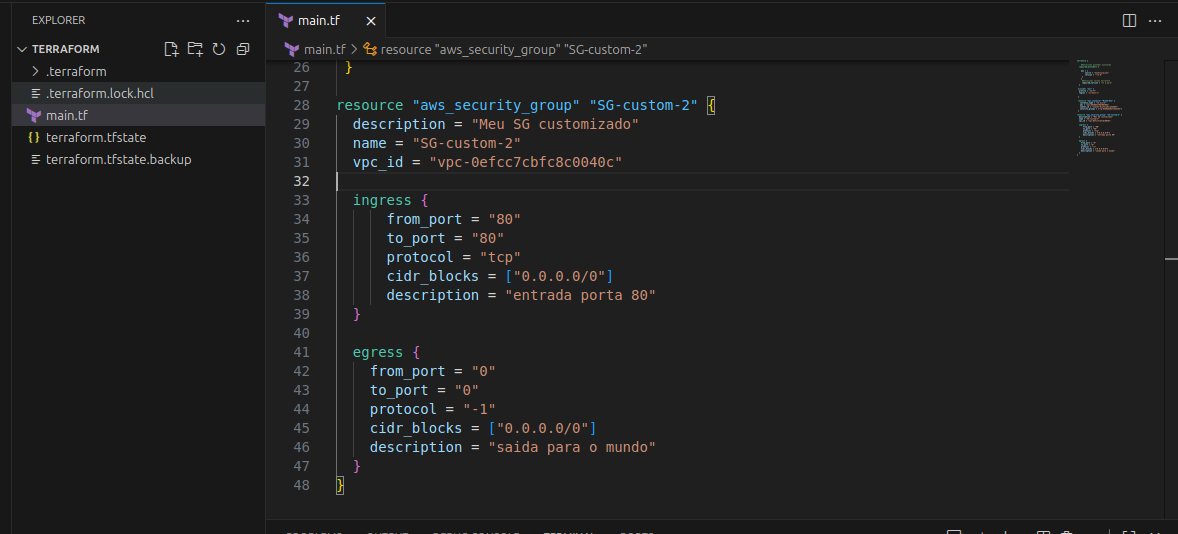 EXPLORER
TERRAFORM
.terraform
.terraform.lock.hcl
main.tf
terraform.tfstate
terraform.tfstate.backup
main.tf
main.tf > resource "aws_security_group" "SG-custom-2"
26 }
27
28 resource "aws_security_group" "SG-custom-2" {
29 description = "Meu SG customizado"
30 name = "SG-custom-2"
31 vpc_id = "vpc-0efcc7cbfc8c0040c"
32
33 ingress {
34 from_port = "80"
35 to_port = "80"
36 protocol = "tcp"
37 cidr_blocks = ["0.0.0.0/0"]
38 description = "entrada porta 80"
39 }
40
41 egress {
42 from_port = "0"
43 to_port = "0"
44 protocol = "-1"
45 cidr_blocks = ["0.0.0.0/0"]
46 description = "saida para o mundo"
47 }
48 }